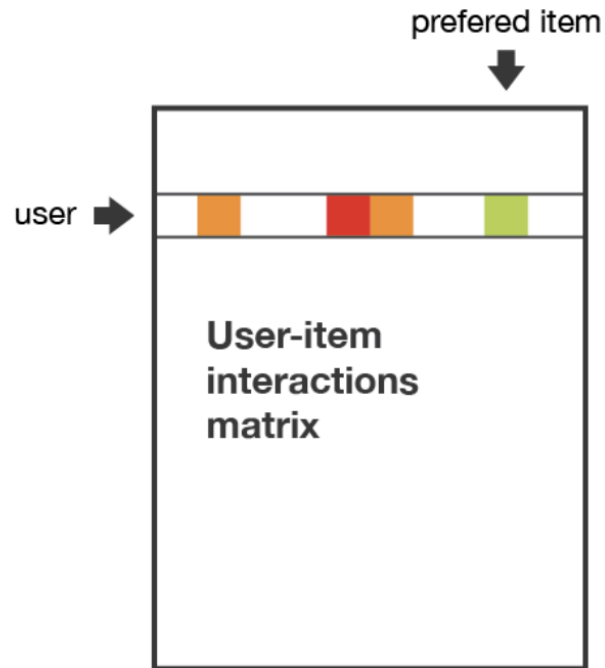 prefered item
user
User-item
interactions
matrix